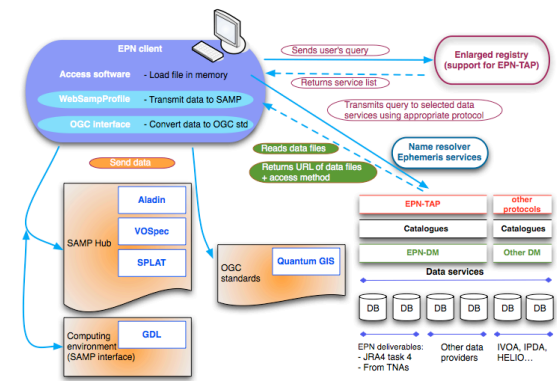 EPN client
Access software - Load file in memory
WebSampProfile - Transmit data to SAMP
OGC Interface - Convert data to OGC std
Sends user's query
Enlarged registry
(support for EPN-TAP)
Returns service list
Transmits query to selected data
services using appropriate protocol
Name resolver
Ephemeris services
Reads data files
Returns URL of data files
+ access method
Send data
Aladin
VOSpec
SPLAT
SAMP Hub
GDL
Computing
environment
(SAMP interface)
Quantum GIS
OGC
standards
EPN-TAP
other
protocols
Catalogues
Catalogues
EPN-DM
Other DM
Data services
DB
DB
DB
DB
DB
DB
EPN deliverables:
- JRA4 task 4
- From TNAs
Other data
providers
IVOA, IPDA,
HELIO...